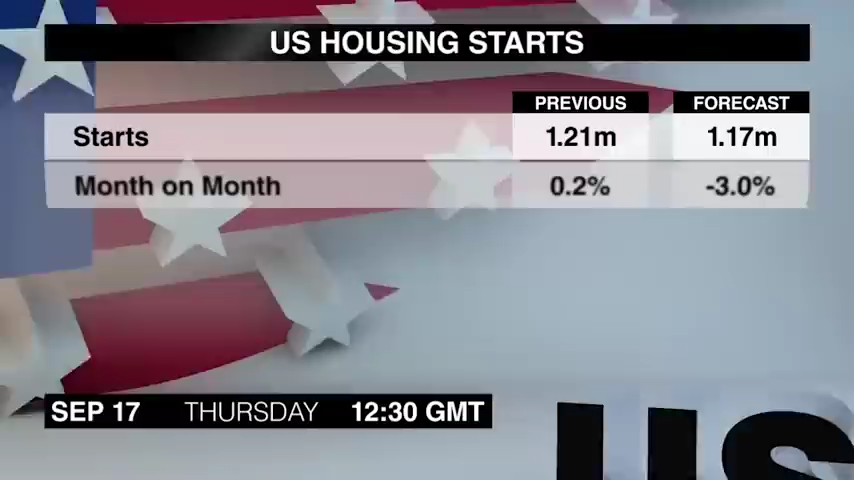 US HOUSING STARTS
PREVIOUS FORECAST
Starts 1.21m 1.17m
Month on Month 0.2% -3.0%
SEP 17 THURSDAY 12:30 GMT
US